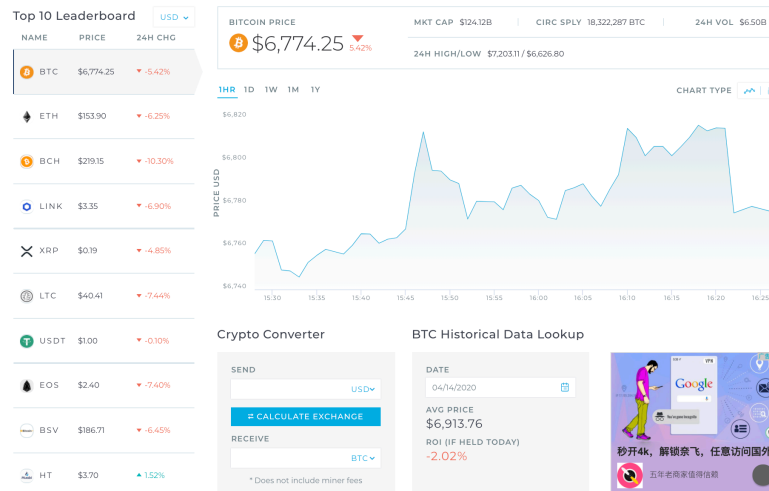 Top 10 Leaderboard
USD
NAME PRICE 24H CHG
BTC $6,774.25 -5.42%
ETH $153.90 -6.25%
BCH $219.15 -10.30%
LINK $3.35 -6.90%
XRP $0.19 -4.85%
LTC $40.41 -7.44%
USDT $1.00 -0.10%
EOS $2.40 -7.40%
BSV $186.71 -6.45%
HT $3.70 1.52%
BITCOIN PRICE
$6,774.25 5.42%
MKT CAP $124.12B
CIRC SPLY 18,322,287 BTC
24H VOL $6.50B
24H HIGH/LOW $7,203.11 / $6,626.80
1HR 1D 1W 1M 1Y
CHART TYPE
PRICE USD
$6,820
$6,800
$6,780
$6,760
$6,740
15:30 15:35 15:40 15:45 15:50 15:55 16:00 16:05 16:10 16:15 16:20 16:25
Crypto Converter
SEND
USD
CALCULATE EXCHANGE
RECEIVE
BTC
* Does not include miner fees
BTC Historical Data Lookup
DATE
04/14/2020
AVG PRICE
$6,913.76
ROI (IF HELD TODAY)
-2.02%
VPN
Google
You've gone Incognito
秒开4k，解锁奈飞，任意访问国外
五年老商家值得信赖